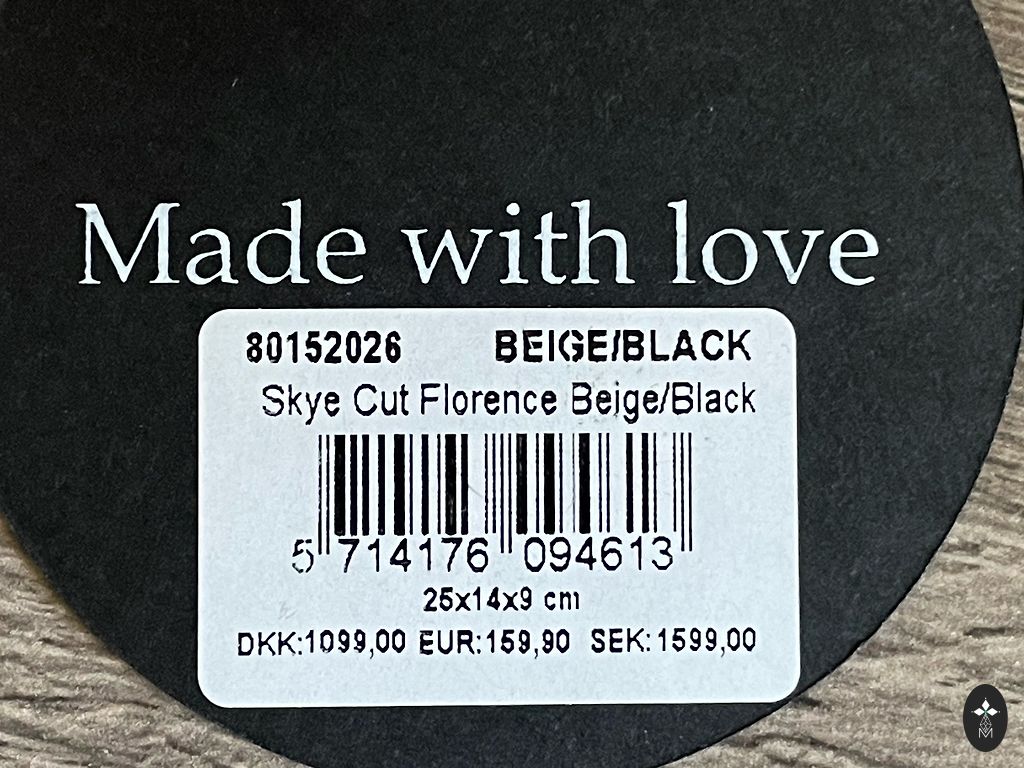 Made with love
80152026 BEIGE/BLACK
Skye Cut Florence Beige/Black
5 714176 094613
25x14x9 cm
DKK:1099,00 EUR:159,90 SEK:1599,00
M